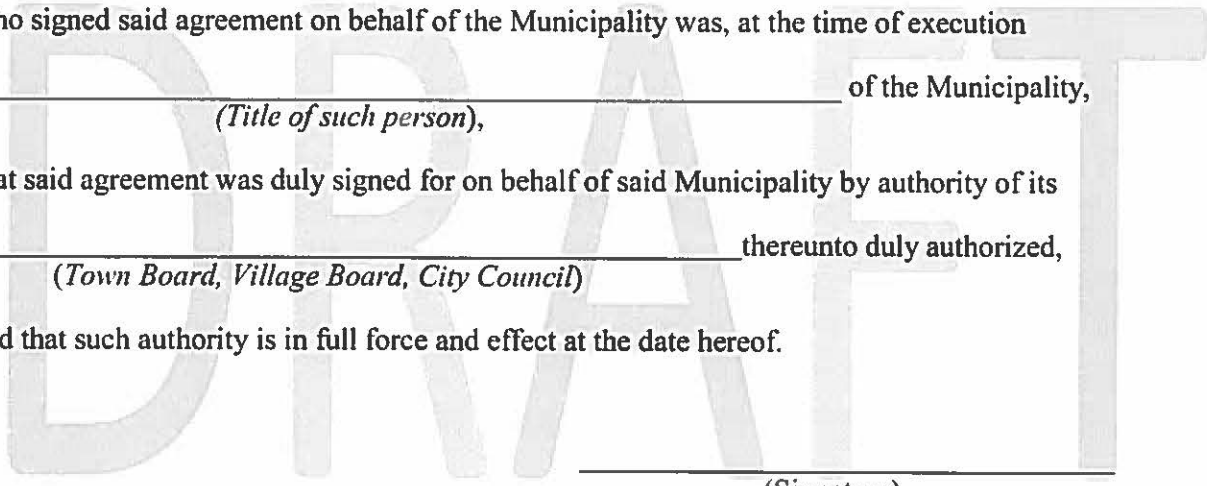 signed said agreement on behalf of the Municipality was, at the time of execution
of the Municipality,
(Title of such person),
said agreement was duly signed for on behalf of said Municipality by authority of its
thereunto duly authorized,
(Town Board, Village Board, City Council)
that such authority is in full force and effect at the date hereof.
DRAFT